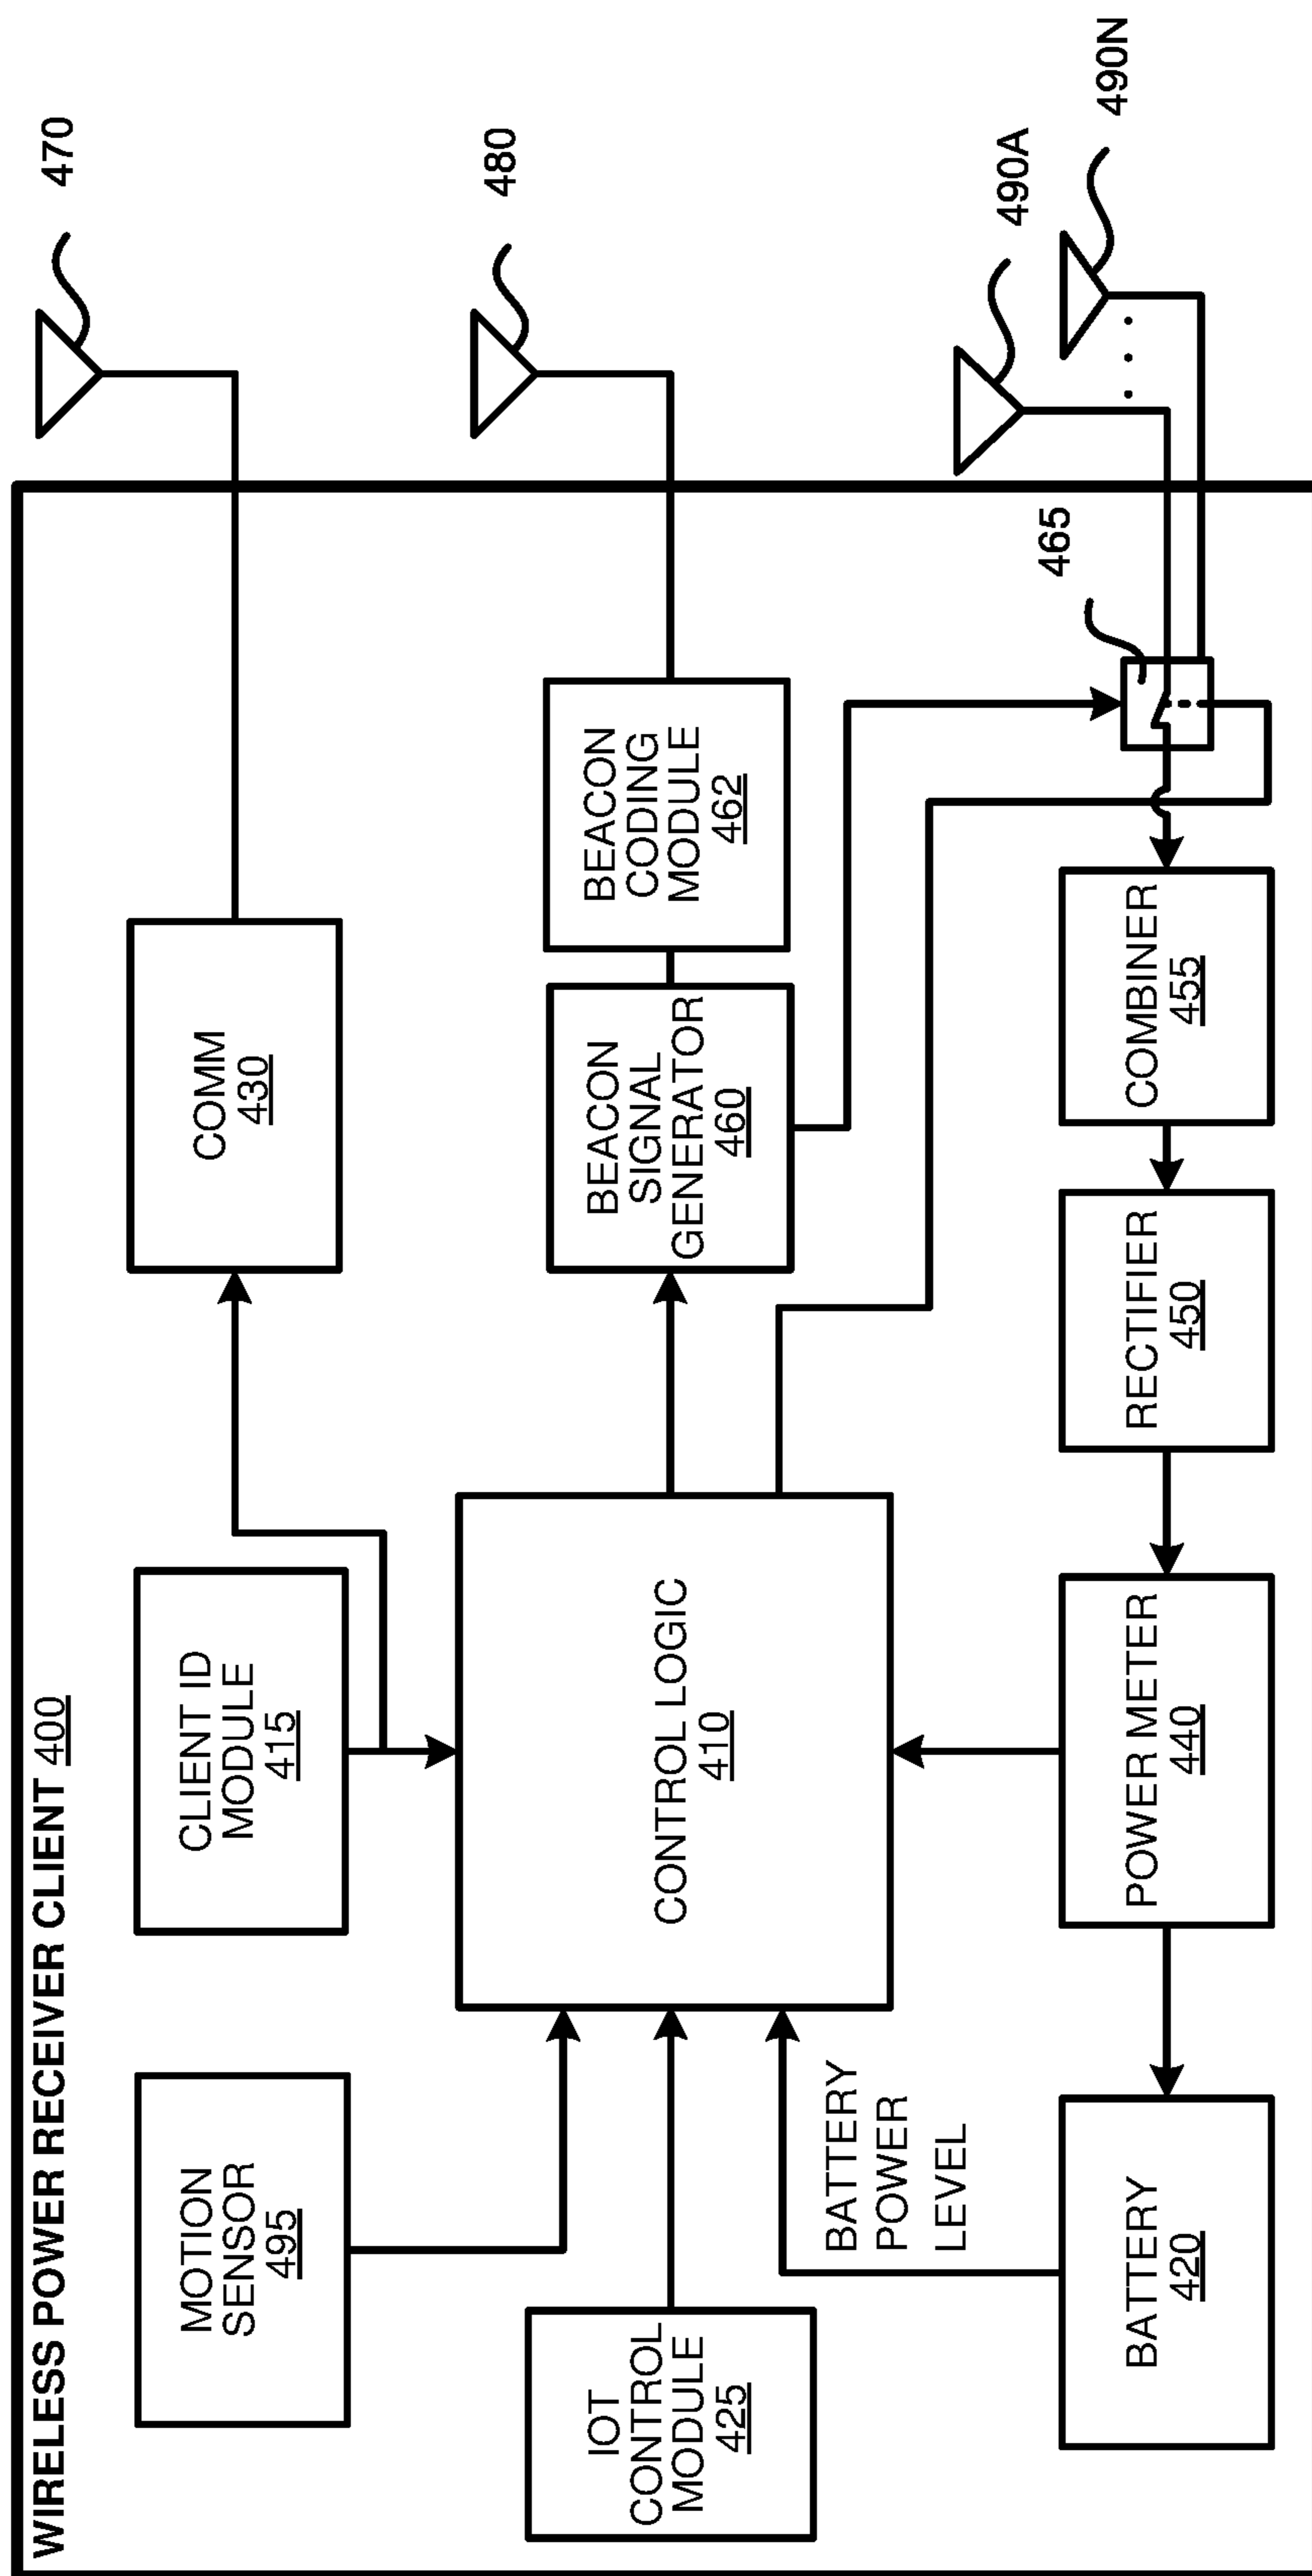 WIRELESS POWER RECEIVER CLIENT 400
MOTION
SENSOR
495
CLIENT ID
MODULE
415
COMM
430
470
IOT
CONTROL
MODULE
425
CONTROL LOGIC
410
BEACON
SIGNAL
GENERATOR
460
BEACON
CODING
MODULE
462
480
BATTERY
POWER
LEVEL
465
490A
490N
BATTERY
420
POWER METER
440
RECTIFIER
450
COMBINER
455